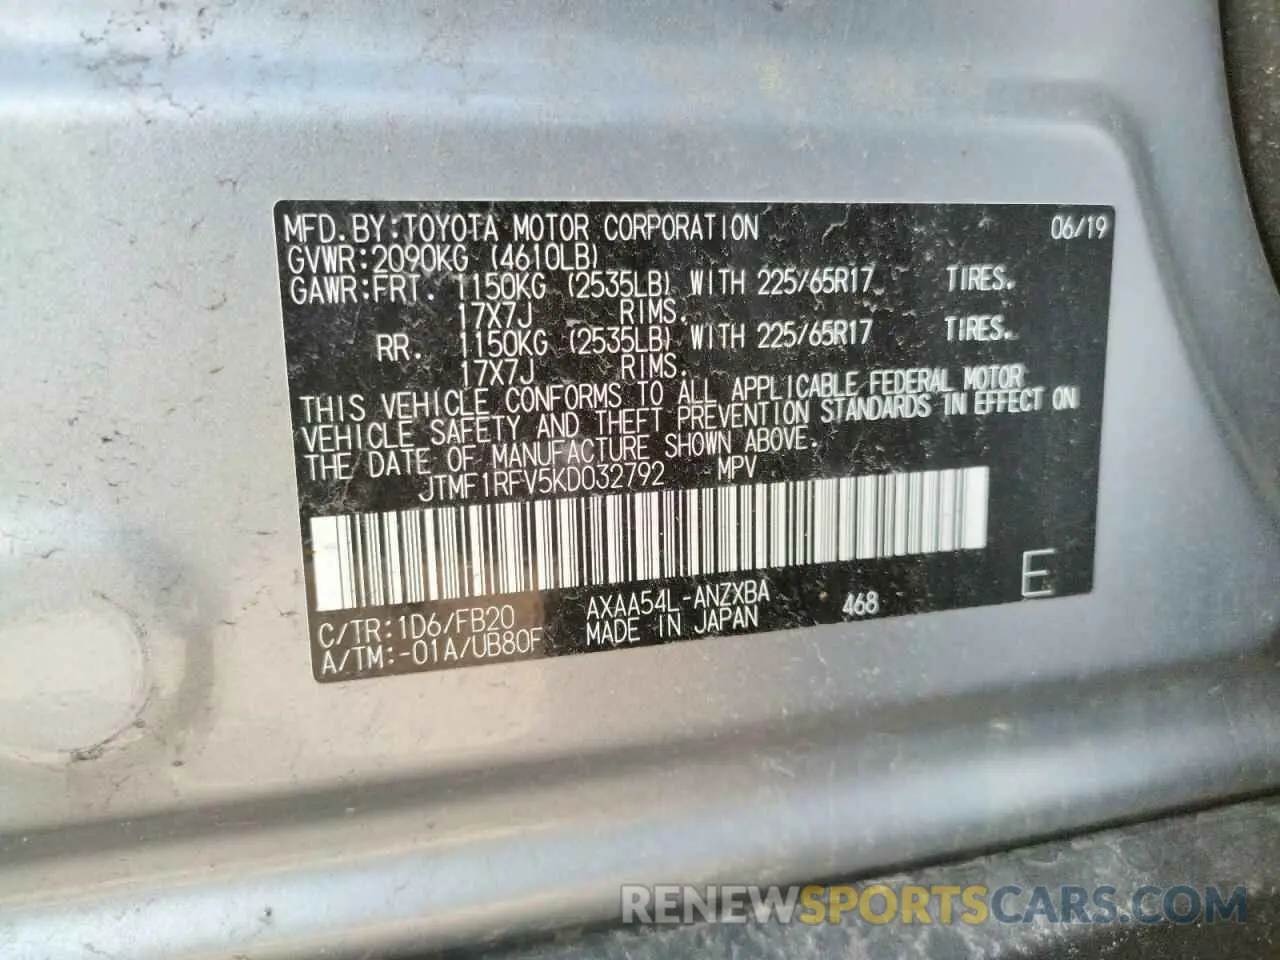 MFD.BY:TOYOTA MOTOR CORPORATION 06/19
GVWR:2090KG (4610LB)
GAWR:FRT. 1150KG (2535LB) WITH 225/65R17 TIRES.
17X7J RIMS.
RR. 1150KG (2535LB) WITH 225/65R17 TIRES.
17X7J RIMS.
THIS VEHICLE CONFORMS TO ALL APPLICABLE FEDERAL MOTOR
VEHICLE SAFETY AND THEFT PREVENTION STANDARDS IN EFFECT ON
THE DATE OF MANUFACTURE SHOWN ABOVE.
JTMF1RFV5KD032792 MPV
E
C/TR:1D6/FB20 AXAA54L-ANZXBA 468
A/TM:-01A/UB80F MADE IN JAPAN
RENEWSPORTSCARS.COM